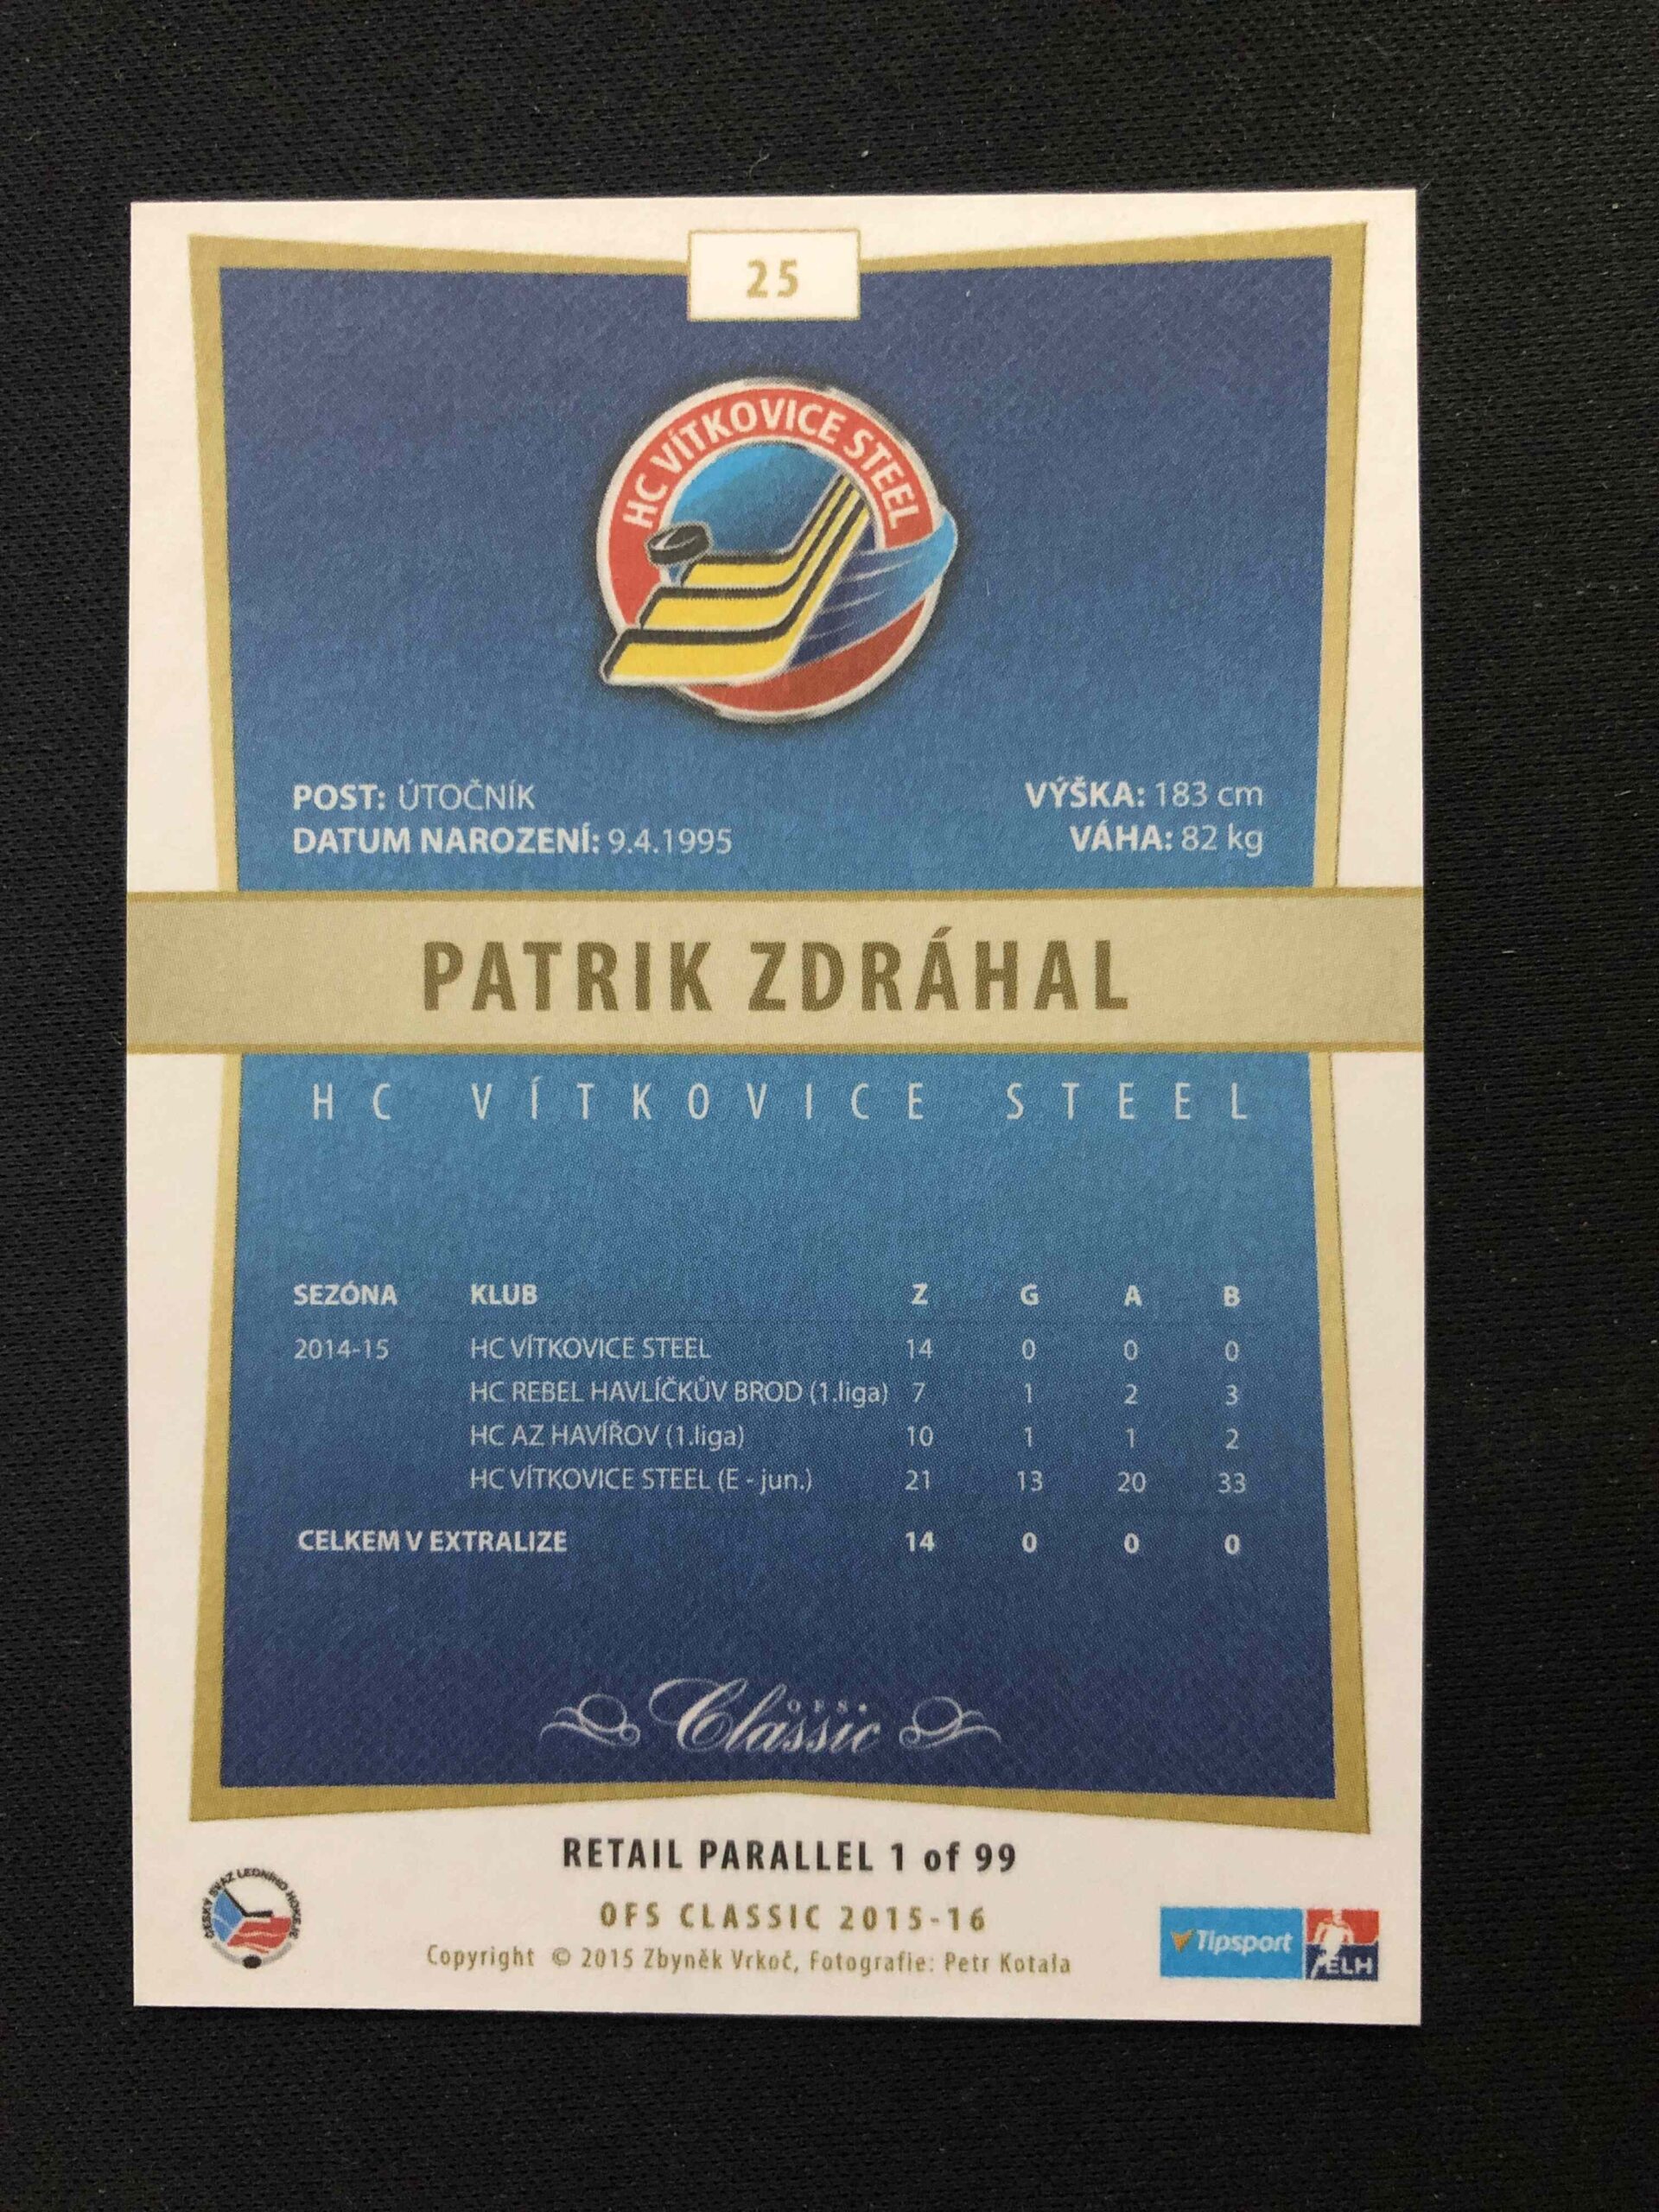 25
HC VÍTKOVICE STEEL
POST: ÚTOČNÍK
DATUM NAROZENÍ: 9.4.1995
VÝŠKA: 183 cm
VÁHA: 82 kg
PATRIK ZDRÁHAL
HC VÍTKOVICE STEEL
SEZÓNA KLUB Z G A B
2014-15 HC VÍTKOVICE STEEL 14 0 0 0
HC REBEL HAVLÍČKŮV BROD (1.liga) 7 1 2 3
HC AZ HAVÍŘOV (1.liga) 10 1 1 2
HC VÍTKOVICE STEEL (E - jun.) 21 13 20 33
CELKEM V EXTRALIZE 14 0 0 0
OFS
Classic
RETAIL PARALLEL 1 of 99
OFS CLASSIC 2015-16
Copyright © 2015 Zbyněk Vrkoč, Fotografie: Petr Kotala
ČESKÝ SVAZ LEDNÍHO HOKEJE
Tipsport
ELH